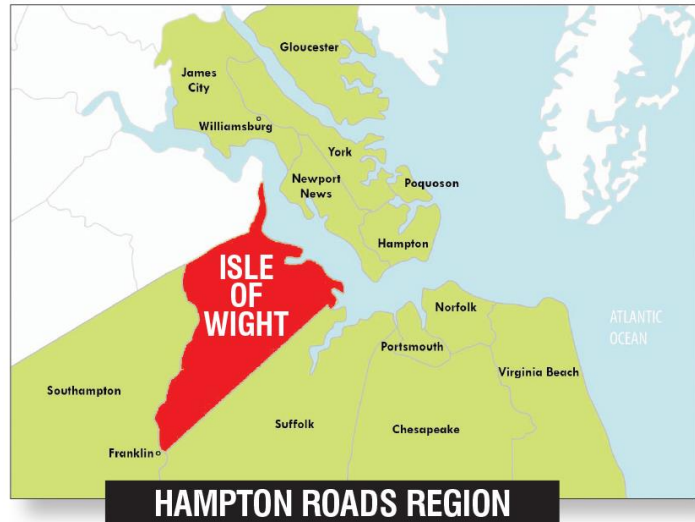 Gloucester
James
City
Williamsburg
York
Newport
News
Poquoson
Hampton
ISLE
OF
WIGHT
Norfolk
ATLANTIC
OCEAN
Portsmouth
Virginia Beach
Southampton
Suffolk
Chesapeake
Franklin
HAMPTON ROADS REGION